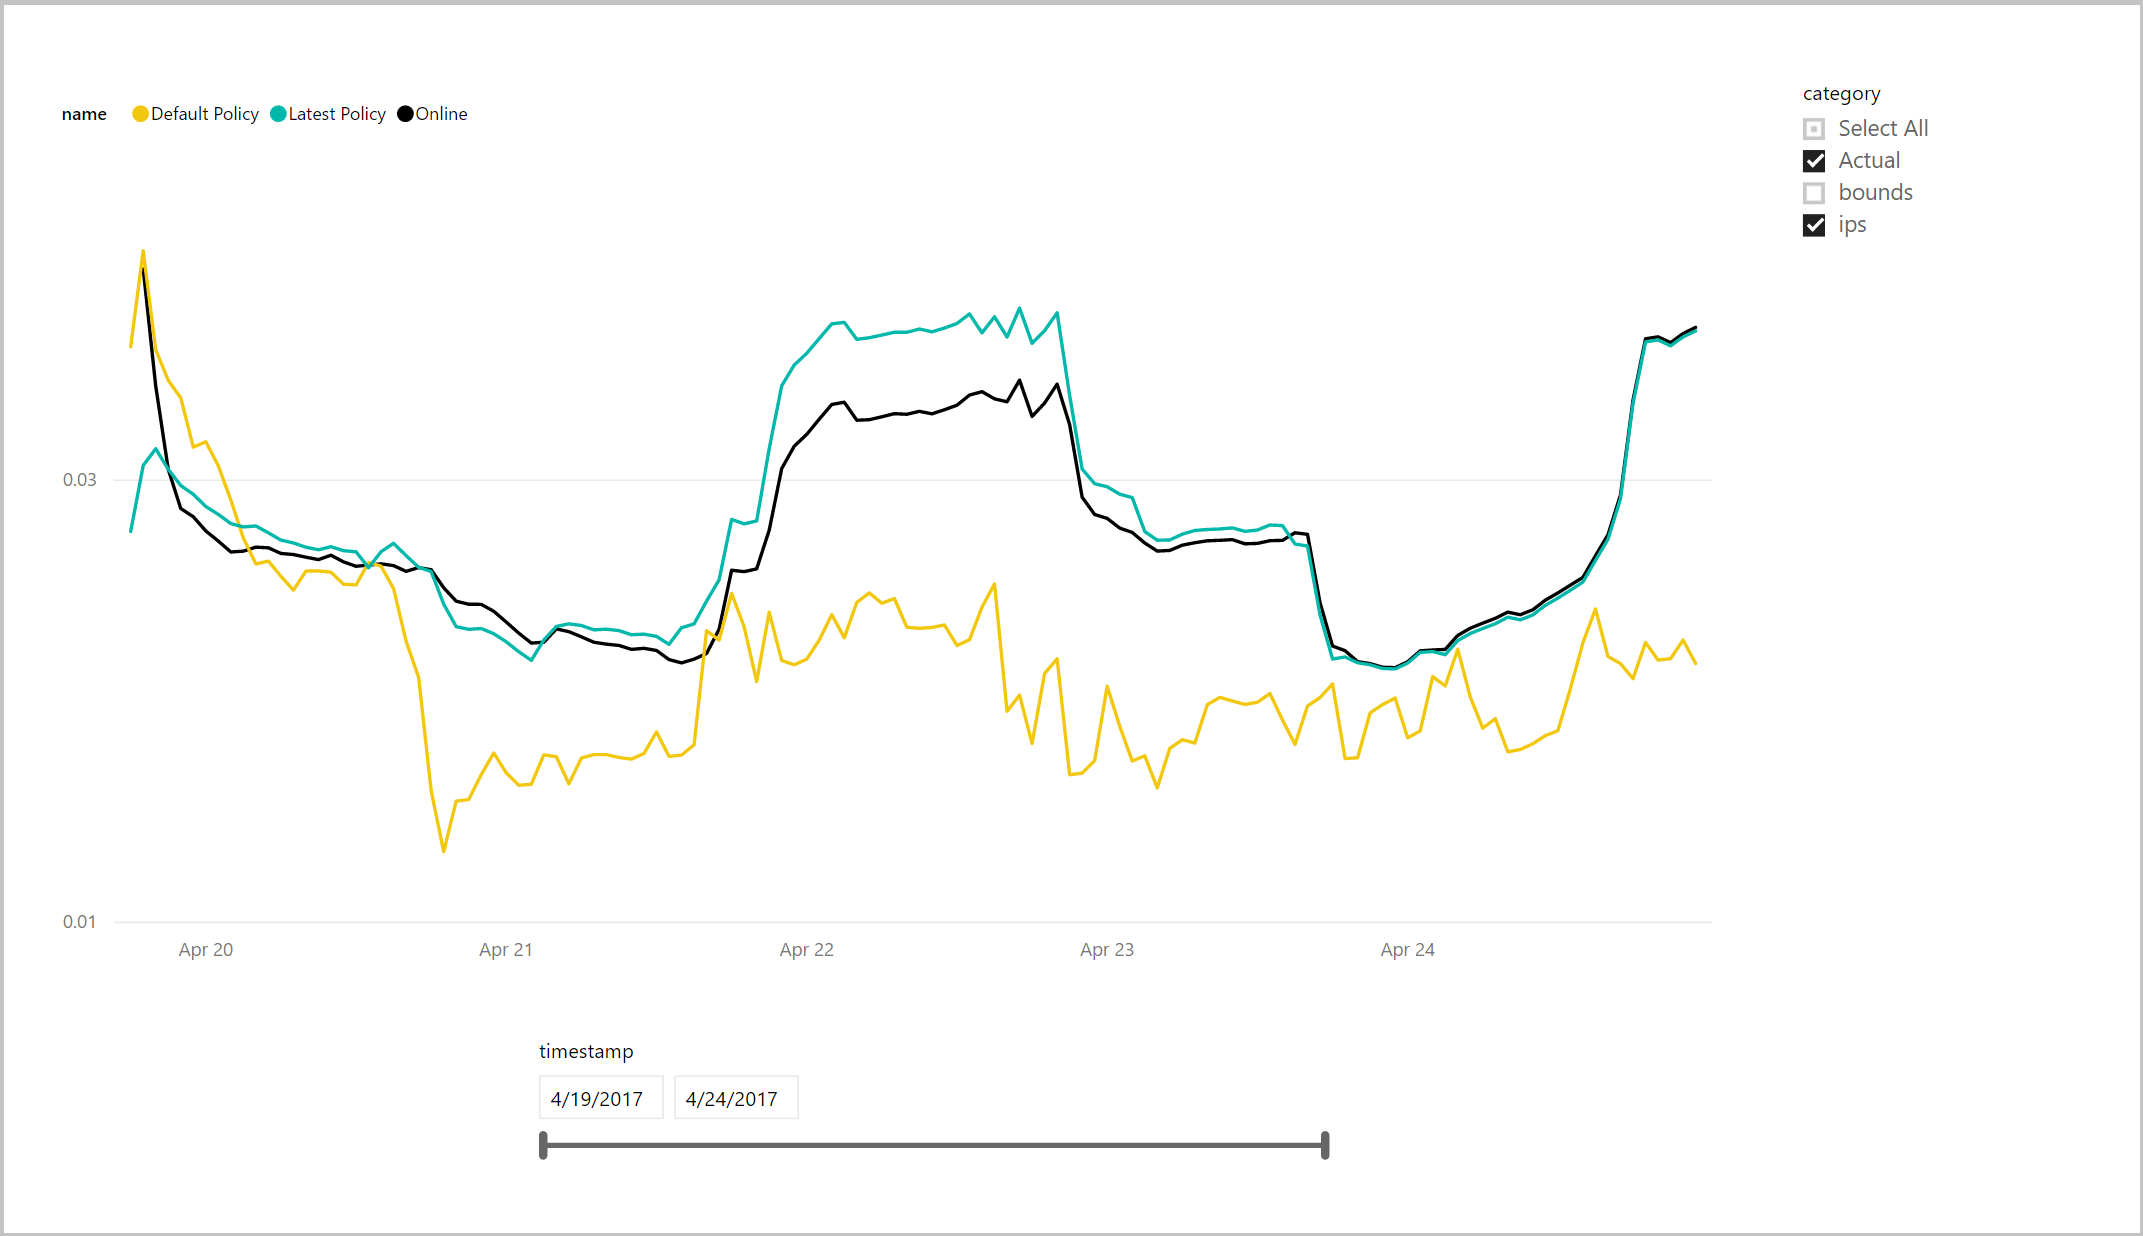 name Default Policy Latest Policy Online
category
Select All
Actual
bounds
ips
0.03
0.01
Apr 20 Apr 21 Apr 22 Apr 23 Apr 24
timestamp
4/19/2017 4/24/2017